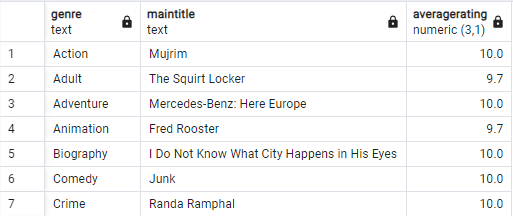 genre maintitle averagerating
text text numeric (3,1)
1 Action Mujrim 10.0
2 Adult The Squirt Locker 9.7
3 Adventure Mercedes-Benz: Here Europe 10.0
4 Animation Fred Rooster 9.7
5 Biography I Do Not Know What City Happens in His Eyes 10.0
6 Comedy Junk 10.0
7 Crime Randa Ramphal 10.0